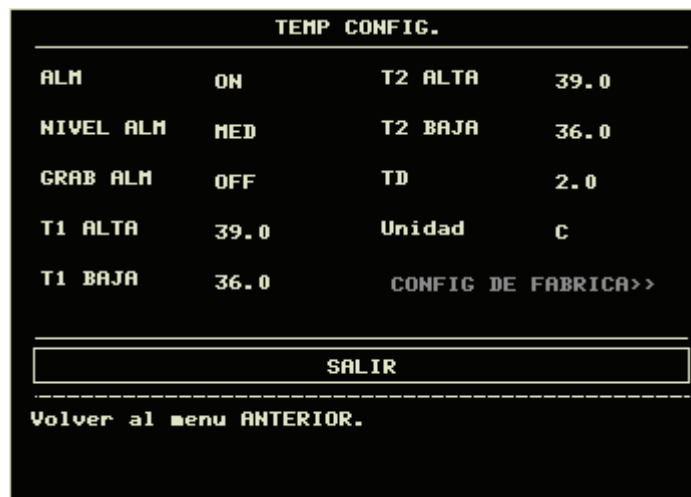 TEMP CONFIG.
ALM ON T2 ALTA 39.0
NIVEL ALM MED T2 BAJA 36.0
GRAB ALM OFF TD 2.0
T1 ALTA 39.0 Unidad C
T1 BAJA 36.0 CONFIG DE FABRICA>>
SALIR
Volver al menu ANTERIOR.